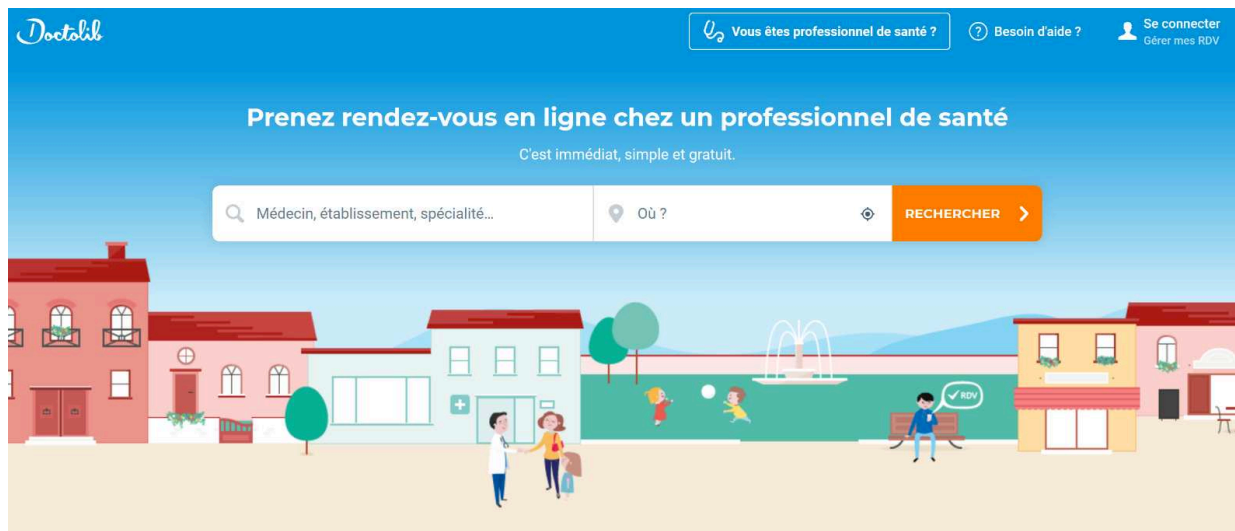 Doctolib
Vous êtes professionnel de santé ?
? Besoin d'aide ?
Se connecter
Gérer mes RDV
Prenez rendez-vous en ligne chez un professionnel de santé
C'est immédiat, simple et gratuit.
Médecin, établissement, spécialité...
Où ?
RECHERCHER
RDV